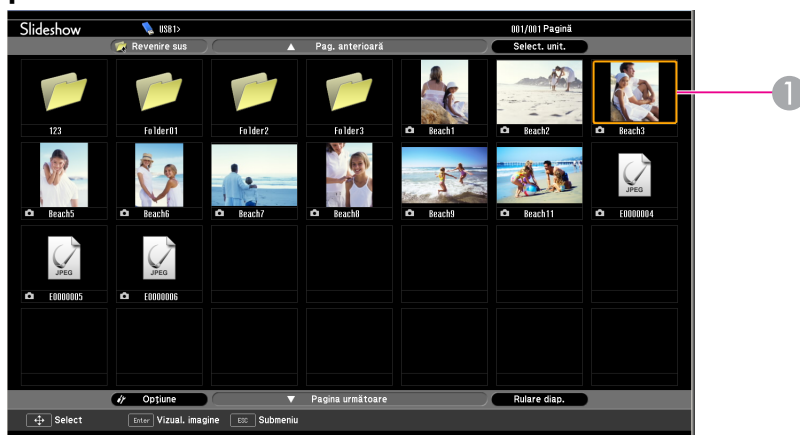 Slideshow USB1> 001/001 Pagină
Revenire sus ▲ Pag. anterioară Select. unit.
123 Folder01 Folder2 Folder3 Beach1 Beach2 Beach3
1
Beach5 Beach6 Beach7 Beach8 Beach9 Beach11 JPEG E0000004
JPEG E0000005 JPEG E0000006
Opțiune ▼ Pagina următoare Rulare diap.
Select Enter Vizual. imagine ESC Submeniu